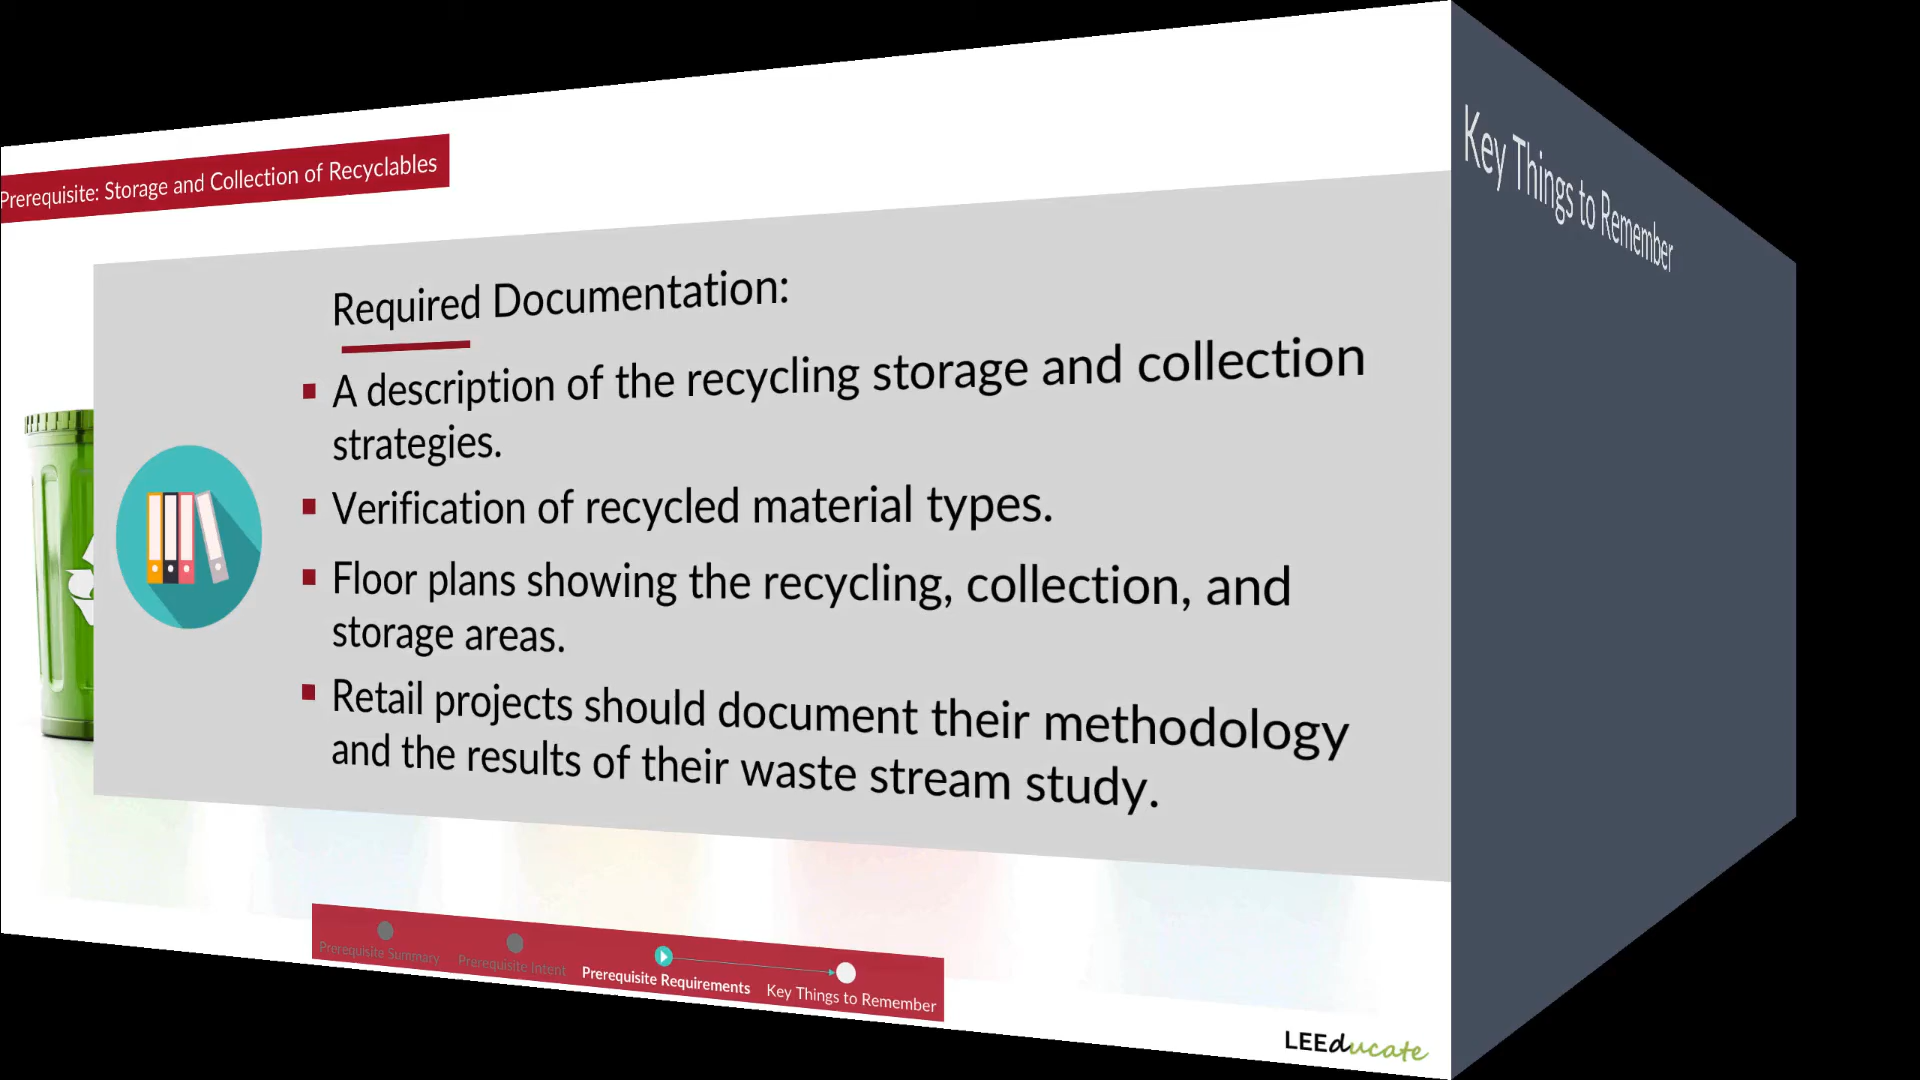 Prerequisite: Storage and Collection of Recyclables
Key Things to Remember
Required Documentation:
A description of the recycling storage and collection
strategies.
Verification of recycled material types.
Floor plans showing the recycling, collection, and
storage areas.
Retail projects should document their methodology
and the results of their waste stream study.
Prerequisite Summary
Prerequisite Intent
Prerequisite Requirements
Key Things to Remember
LEEducate